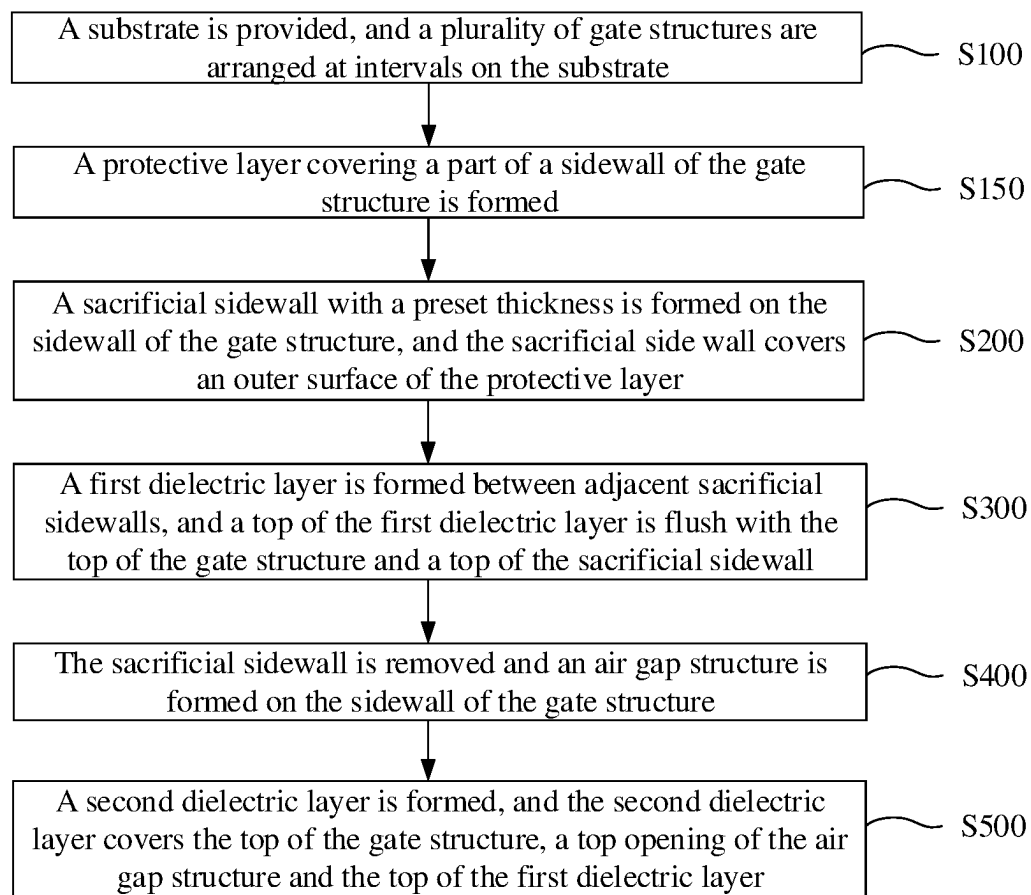 A substrate is provided, and a plurality of gate structures are
arranged at intervals on the substrate
S100
A protective layer covering a part of a sidewall of the gate
structure is formed
S150
A sacrificial sidewall with a preset thickness is formed on the
sidewall of the gate structure, and the sacrificial side wall covers
an outer surface of the protective layer
S200
A first dielectric layer is formed between adjacent sacrificial
sidewalls, and a top of the first dielectric layer is flush with the
top of the gate structure and a top of the sacrificial sidewall
S300
The sacrificial sidewall is removed and an air gap structure is
formed on the sidewall of the gate structure
S400
A second dielectric layer is formed, and the second dielectric
layer covers the top of the gate structure, a top opening of the air
gap structure and the top of the first dielectric layer
S500